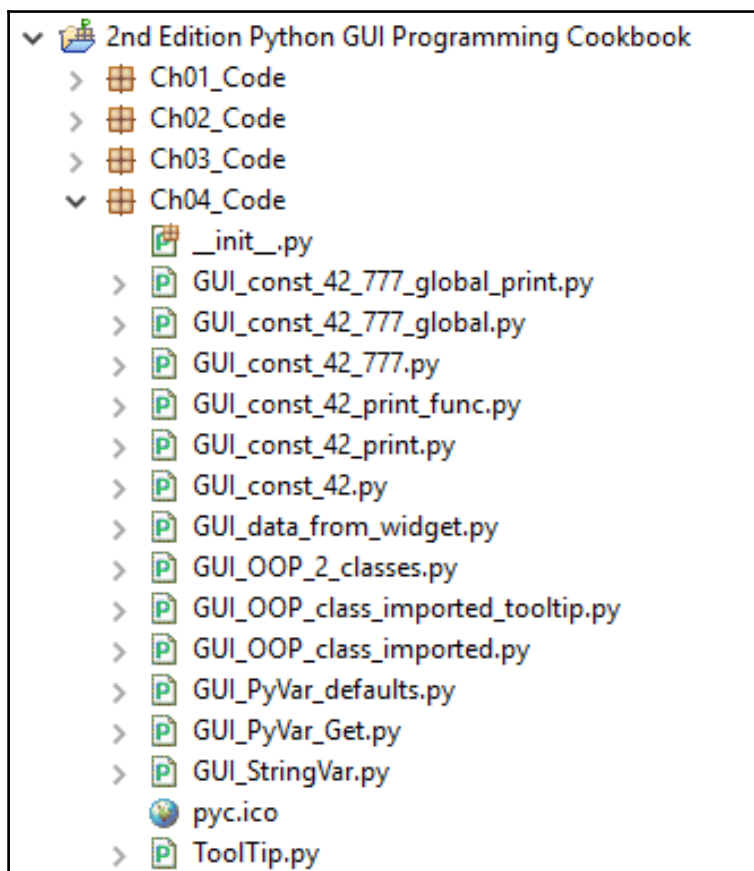 2nd Edition Python GUI Programming Cookbook
Ch01_Code
Ch02_Code
Ch03_Code
Ch04_Code
__init__.py
GUI_const_42_777_global_print.py
GUI_const_42_777_global.py
GUI_const_42_777.py
GUI_const_42_print_func.py
GUI_const_42_print.py
GUI_const_42.py
GUI_data_from_widget.py
GUI_OOP_2_classes.py
GUI_OOP_class_imported_tooltip.py
GUI_OOP_class_imported.py
GUI_PyVar_defaults.py
GUI_PyVar_Get.py
GUI_StringVar.py
pyc.ico
ToolTip.py